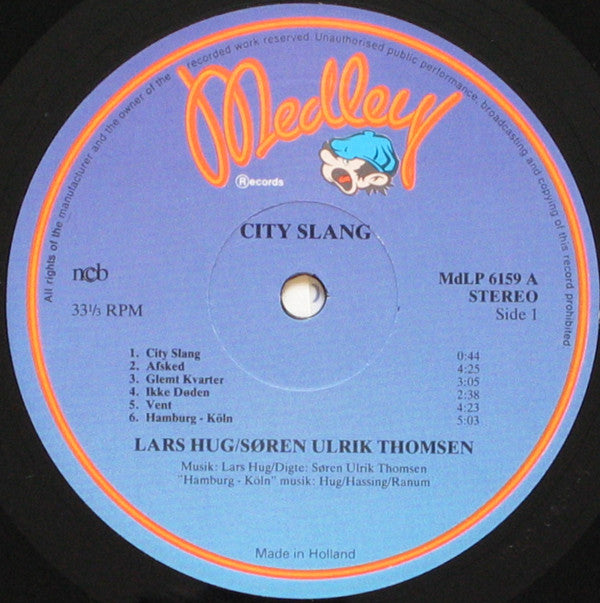 All rights of the manufacturer and the owner of the recorded work reserved. Unauthorised public performance, broadcasting and copying of this record prohibited.
Medley
®ecords
CITY SLANG
ncb
33⅓ RPM
MdLP 6159 A
STEREO
Side 1
1. City Slang 0:44
2. Afsked 4:25
3. Glemt Kvarter 3:05
4. Ikke Døden 2:38
5. Vent 4:23
6. Hamburg - Köln 5:03
LARS HUG/SØREN ULRIK THOMSEN
Musik: Lars Hug/Digte: Søren Ulrik Thomsen
"Hamburg - Köln" musik: Hug/Hassing/Ranum
Made in Holland